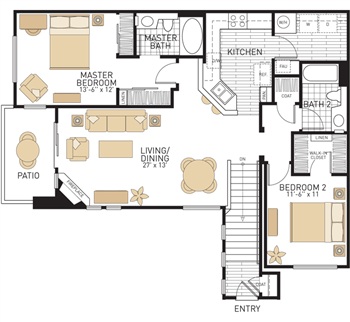 MASTER
BATH
KITCHEN
MASTER
BEDROOM
13'-6" x 12'
LINEN
REF.
FAU
COAT
BATH 2
LINEN
WALK-IN
CLOSET
LIVING/
DINING
27' x 13'
PATIO
FIREPLACE
DN
BEDROOM 2
11'-6" x 11
ENTRY